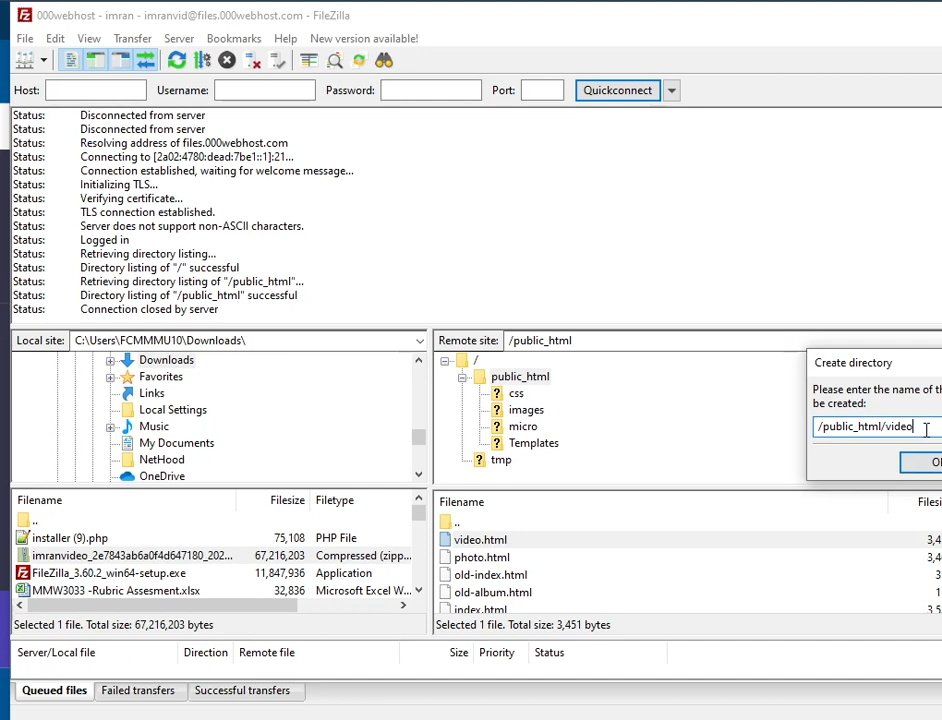 000webhost - imran - imranvid@files.000webhost.com - FileZilla
File Edit View Transfer Server Bookmarks Help New version available!
Host: Username: Password: Port: Quickconnect
Status: Disconnected from server
Status: Disconnected from server
Status: Resolving address of files.000webhost.com
Status: Connecting to [2a02:4780:dead:7be1::1]:21...
Status: Connection established, waiting for welcome message...
Status: Initializing TLS...
Status: Verifying certificate...
Status: TLS connection established.
Status: Server does not support non-ASCII characters.
Status: Logged in
Status: Retrieving directory listing...
Status: Directory listing of "/" successful
Status: Retrieving directory listing of "/public_html"...
Status: Directory listing of "/public_html" successful
Status: Connection closed by server
Local site: C:\Users\FCMMMU10\Downloads\
Downloads
Favorites
Links
Local Settings
Music
My Documents
NetHood
OneDrive
Remote site: /public_html
/
public_html
css
images
micro
Templates
tmp
Create directory
Please enter the name of th
be created:
/public_html/video
Filename Filesize Filetype
..
installer (9).php 75,108 PHP File
imranvideo_2e7843ab6a0f4d647180_202... 67,216,203 Compressed (zipp...
FileZilla_3.60.2_win64-setup.exe 11,847,936 Application
MMW3033 -Rubric Assesment.xlsx 32,836 Microsoft Excel W...
Selected 1 file. Total size: 67,216,203 bytes
Filename Filesi
..
video.html 3,4
photo.html 3,4
old-index.html 3
old-album.html 1
index.html 3,5
Selected 1 file. Total size: 3,451 bytes
Server/Local file Direction Remote file Size Priority Status
Queued files Failed transfers Successful transfers